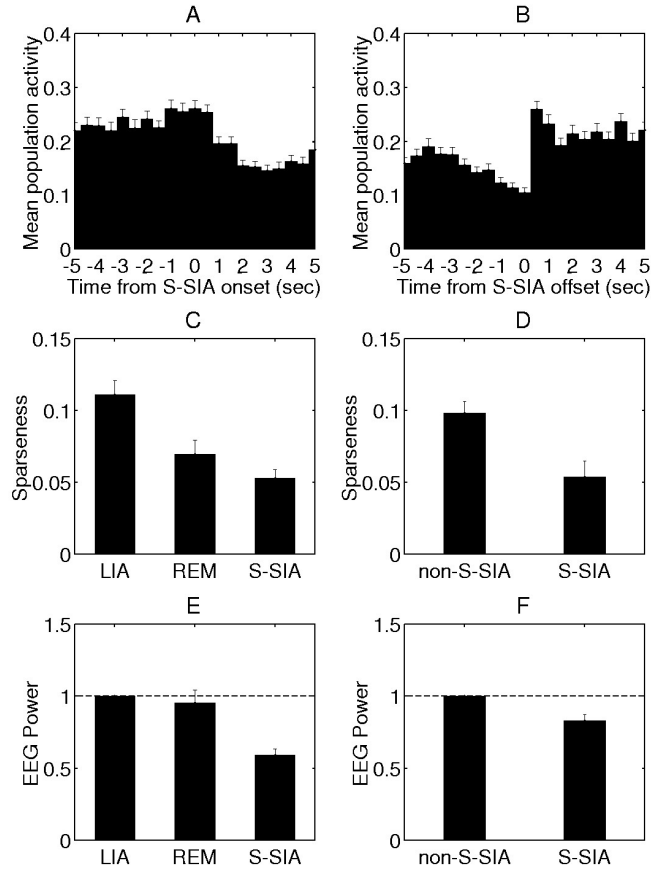 A
0.4
0.3
0.2
0.1
0
Mean population activity
-5 -4 -3 -2 -1 0 1 2 3 4 5
Time from S-SIA onset (sec)
B
0.4
0.3
0.2
0.1
0
Mean population activity
-5 -4 -3 -2 -1 0 1 2 3 4 5
Time from S-SIA offset (sec)
C
0.15
0.1
0.05
0
Sparseness
LIA REM S-SIA
D
0.15
0.1
0.05
0
Sparseness
non-S-SIA S-SIA
E
1.5
1
0.5
0
EEG Power
LIA REM S-SIA
F
1.5
1
0.5
0
EEG Power
non-S-SIA S-SIA